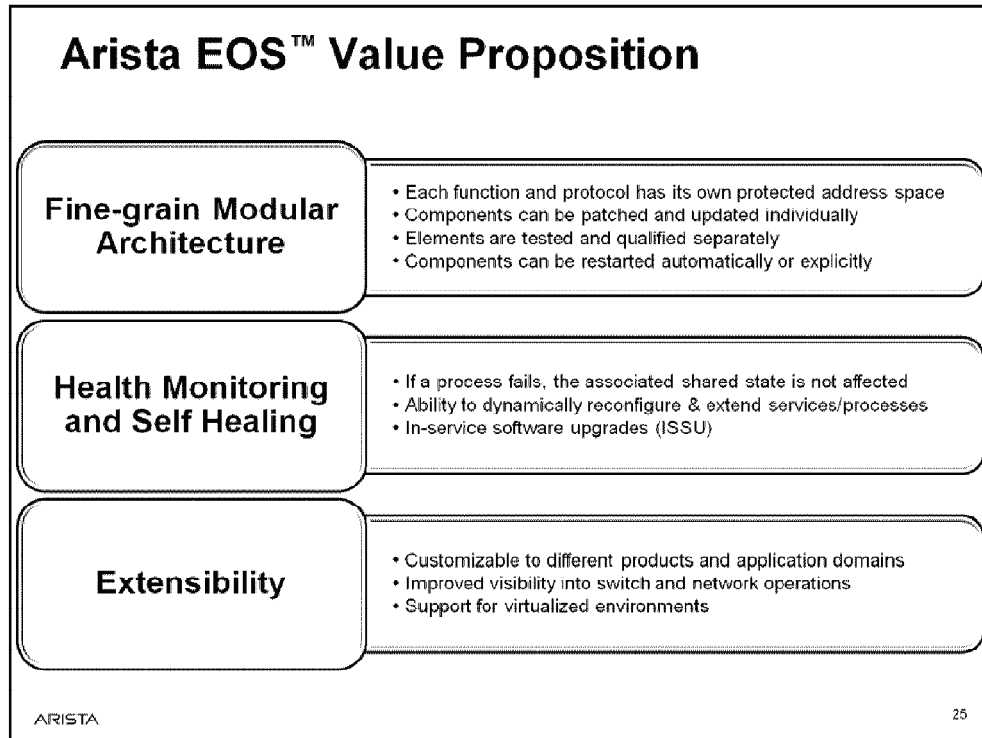 Arista EOS™ Value Proposition
Fine-grain Modular
Architecture
• Each function and protocol has its own protected address space
• Components can be patched and updated individually
• Elements are tested and qualified separately
• Components can be restarted automatically or explicitly
Health Monitoring
and Self Healing
• If a process fails, the associated shared state is not affected
• Ability to dynamically reconfigure & extend services/processes
• In-service software upgrades (ISSU)
Extensibility
• Customizable to different products and application domains
• Improved visibility into switch and network operations
• Support for virtualized environments
ARISTA
25